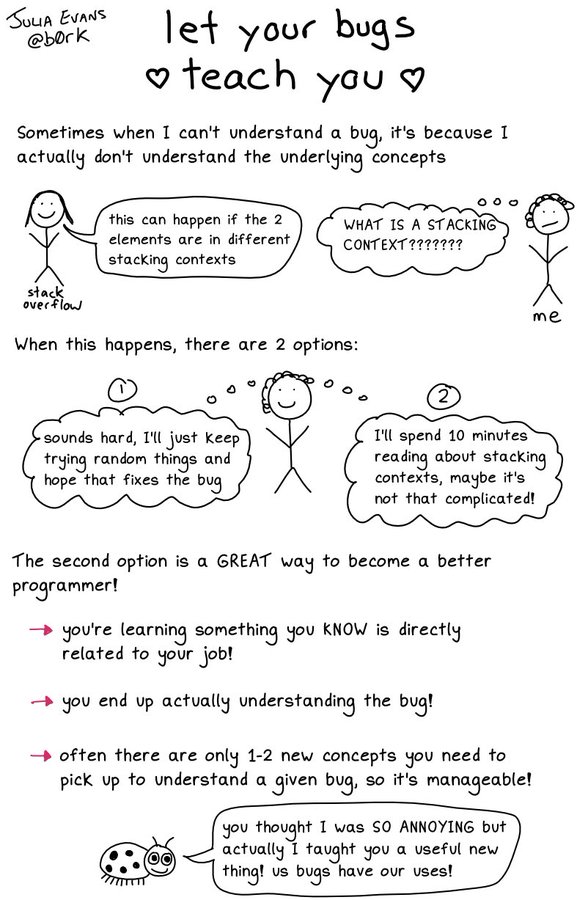 JULIA EVANS
@b0rk
let your bugs
♡ teach you ♡
Sometimes when I can't understand a bug, it's because I
actually don't understand the underlying concepts
this can happen if the 2
elements are in different
stacking contexts
stack
overflow
WHAT IS A STACKING
CONTEXT???????
me
When this happens, there are 2 options:
1
sounds hard, I'll just keep
trying random things and
hope that fixes the bug
2
I'll spend 10 minutes
reading about stacking
contexts, maybe it's
not that complicated!
The second option is a GREAT way to become a better
programmer!
→ you're learning something you KNOW is directly
related to your job!
→ you end up actually understanding the bug!
→ often there are only 1-2 new concepts you need to
pick up to understand a given bug, so it's manageable!
you thought I was SO ANNOYING but
actually I taught you a useful new
thing! us bugs have our uses!